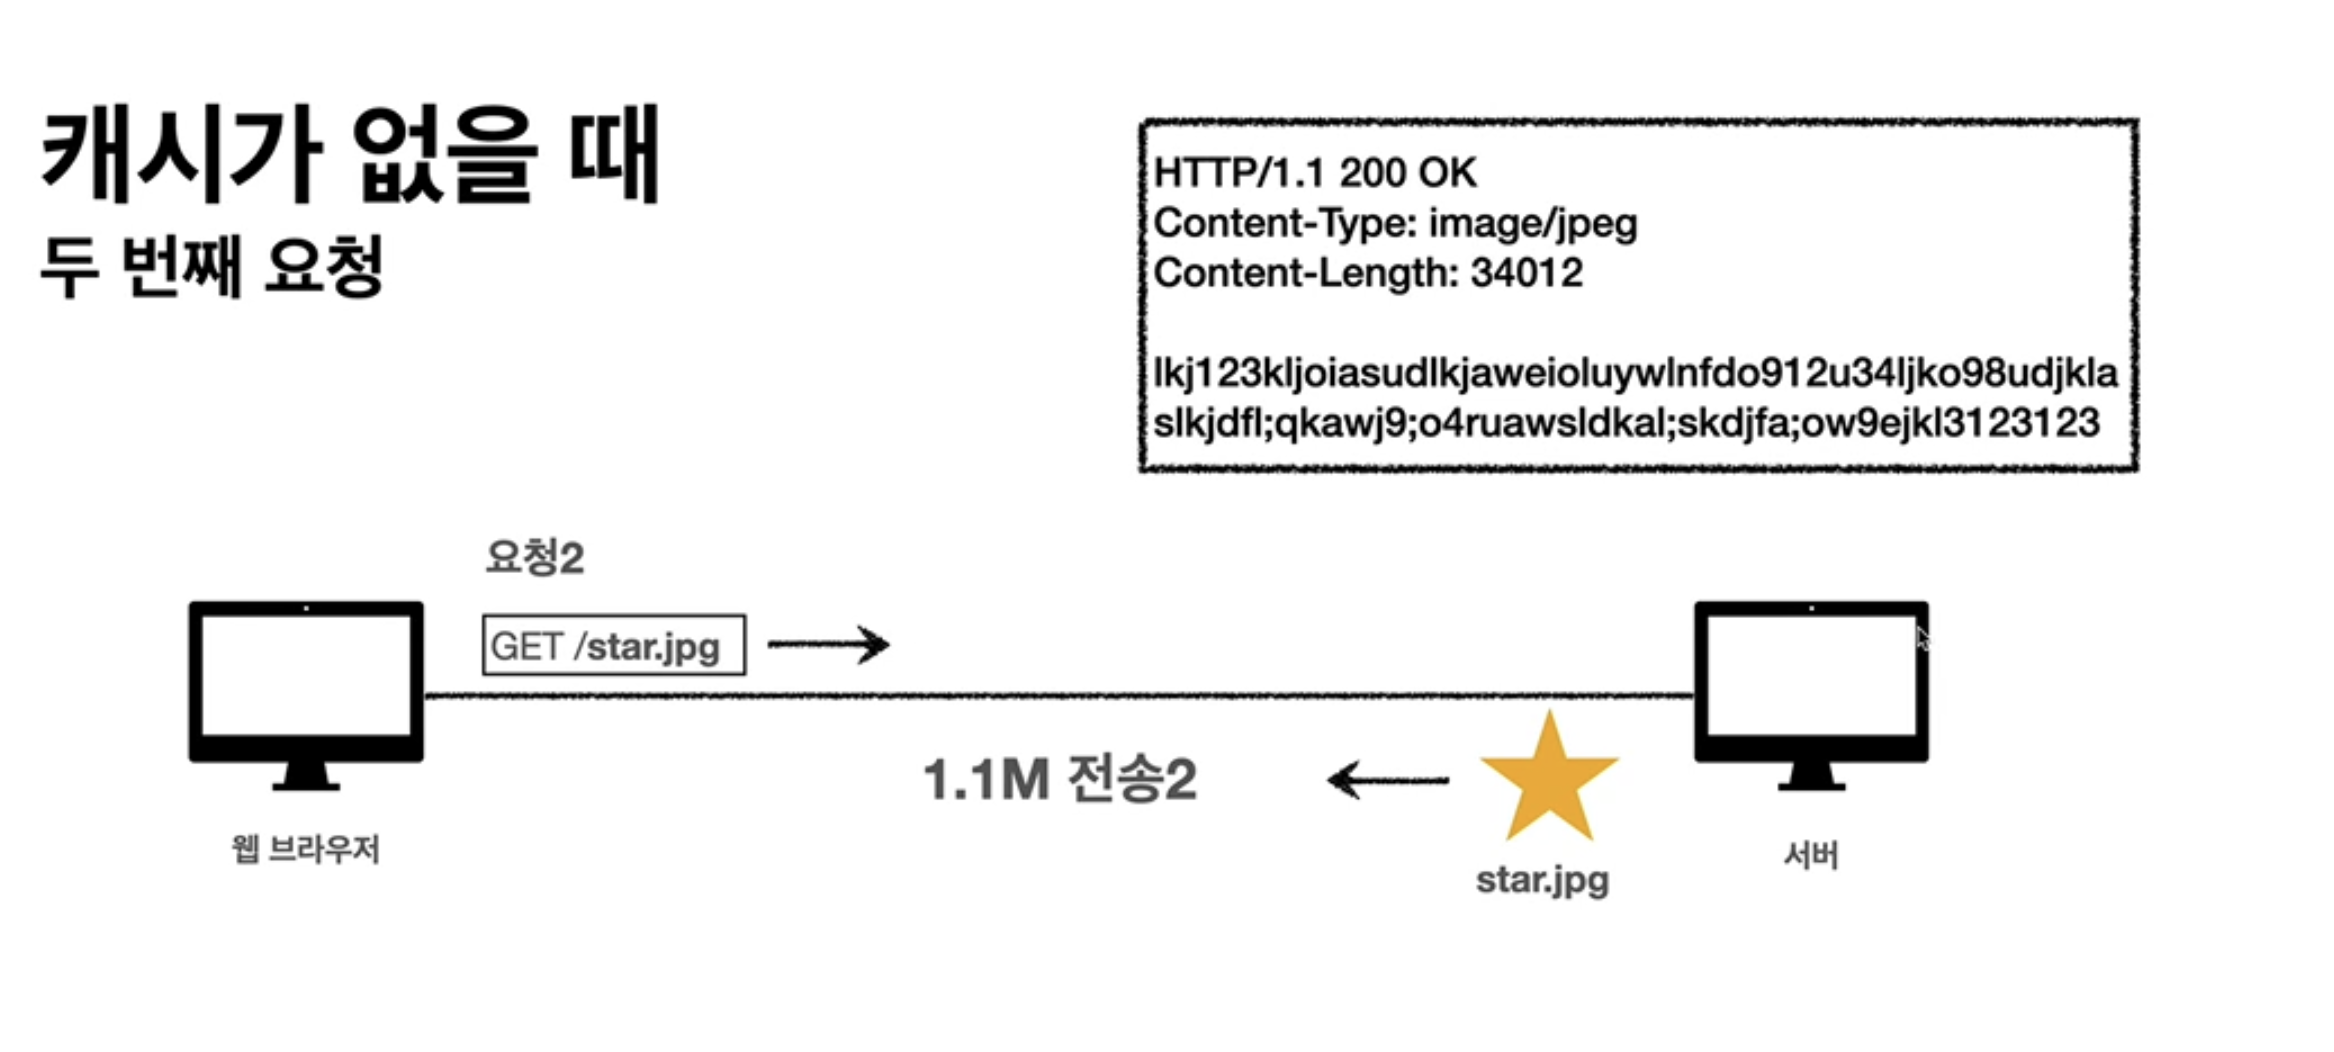 캐시가 없을 때
두 번째 요청
HTTP/1.1 200 OK
Content-Type: image/jpeg
Content-Length: 34012
lkj123kljoiasudlkjaweioluywlnfdo912u34ljko98udjkla
slkjdfl;qkawj9;o4ruawsldkal;skdjfa;ow9ejkl3123123
요청2
GET /star.jpg
1.1M 전송2
star.jpg
웹 브라우저
서버